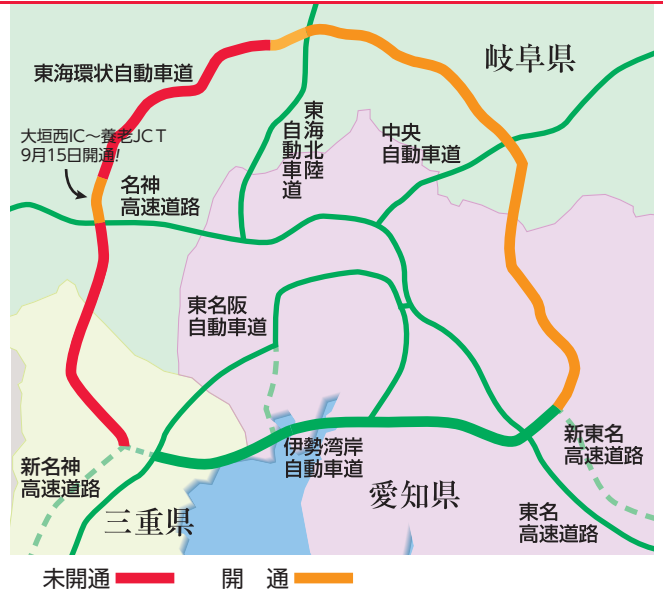 岐阜県
東海環状自動車道
東海北陸
自動車道
中央
自動車道
大垣西IC～養老JCT
9月15日開通!
名神
高速道路
東名阪
自動車道
伊勢湾岸
自動車道
新東名
高速道路
新名神
高速道路
愛知県
三重県
東名
高速道路
未開通
開　通